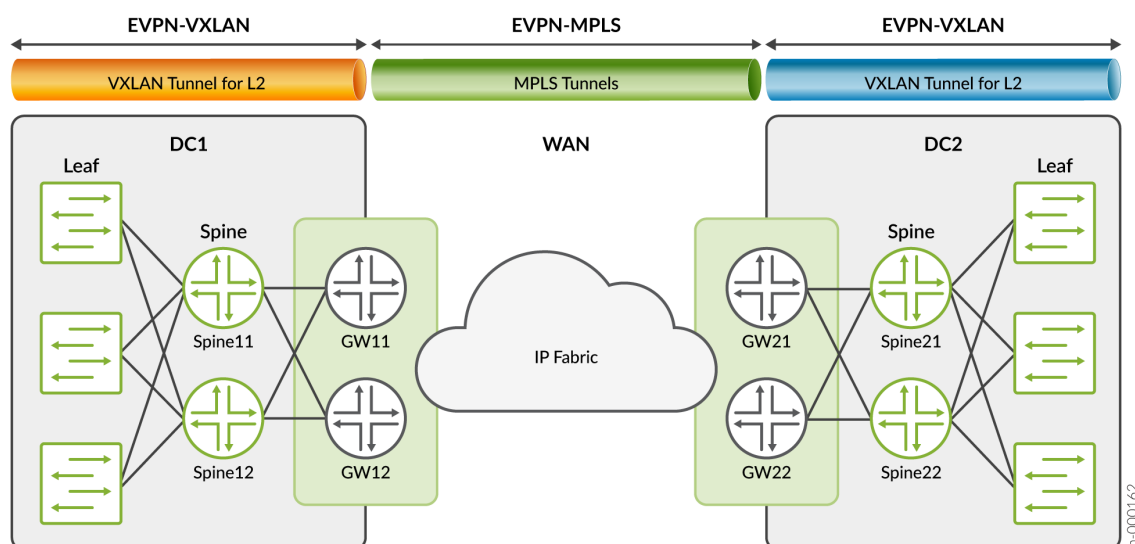 EVPN-VXLAN
EVPN-MPLS
EVPN-VXLAN
VXLAN Tunnel for L2
MPLS Tunnels
VXLAN Tunnel for L2
DC1
WAN
DC2
Leaf
Leaf
Spine
Spine
Spine11
GW11
GW21
Spine21
IP Fabric
Spine12
GW12
GW22
Spine22